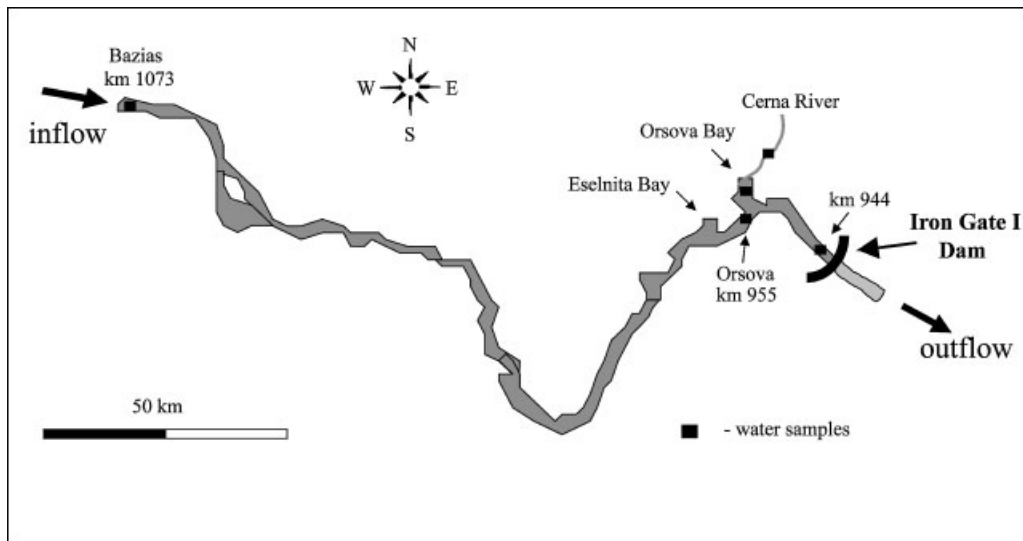 Bazias
km 1073
inflow
N
W
E
S
Cerna River
Orsova Bay
Eselnita Bay
km 944
Iron Gate I
Dam
Orsova
km 955
outflow
50 km
- water samples